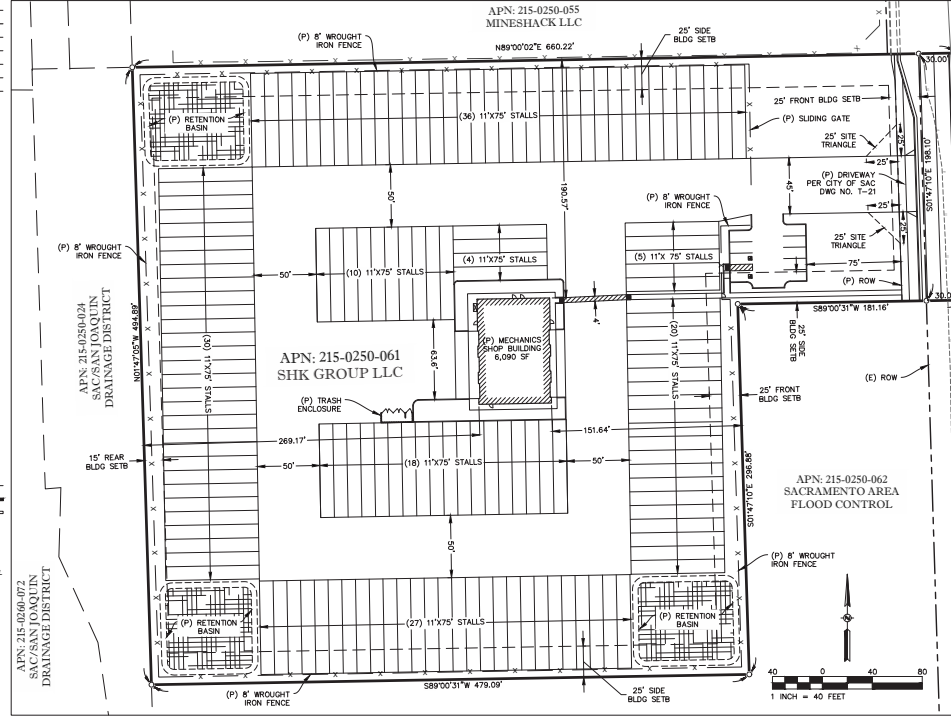 APN: 215-0250-055
MINESHACK LLC
(P) 8' WROUGHT
IRON FENCE
N89°00'02"E 660.22'
25' SIDE
BLDG SETB
30.00'
(P) RETENTION
BASIN
(36) 11'X75' STALLS
25' FRONT BLDG SETB
(P) SLIDING GATE
25' SITE
TRIANGLE
25'
25'
S01°47'10"E 198.10'
(P) DRIVEWAY
PER CITY OF SAC
DWG NO. T-21
50'
190.57'
45'
(P) 8' WROUGHT
IRON FENCE
25'
25'
25' SITE
TRIANGLE
(P) 8' WROUGHT
IRON FENCE
(4) 11'X75' STALLS
(5) 11'X 75' STALLS
50'
(10) 11'X75' STALLS
75'
(P) ROW
30.0
S89°00'31"W 181.16'
4'
APN: 215-0250-024
SAC/SAN JOAQUIN
DRAINAGE DISTRICT
N01°47'05"W 494.89'
(30) 11'X75' STALLS
APN: 215-0250-061
SHK GROUP LLC
63.6'
(P) MECHANICS
SHOP BUILDING
6,090 SF
(20) 11'X75' STALLS
25' SIDE
BLDG SETB
(E) ROW
25' FRONT
BLDG SETB
(P) TRASH
ENCLOSURE
269.17'
151.64'
15' REAR
BLDG SETB
50'
(18) 11'X75' STALLS
50'
S01°47'10"E 296.88'
APN: 215-0250-062
SACRAMENTO AREA
FLOOD CONTROL
50'
(P) 8' WROUGHT
IRON FENCE
APN: 215-0260-072
SAC/SAN JOAQUIN
DRAINAGE DISTRICT
(P) RETENTION
BASIN
(27) 11'X75' STALLS
(P) RETENTION
BASIN
N
(P) 8' WROUGHT
IRON FENCE
S89°00'31"W 479.09'
25' SIDE
BLDG SETB
40 0 40 80
1 INCH = 40 FEET